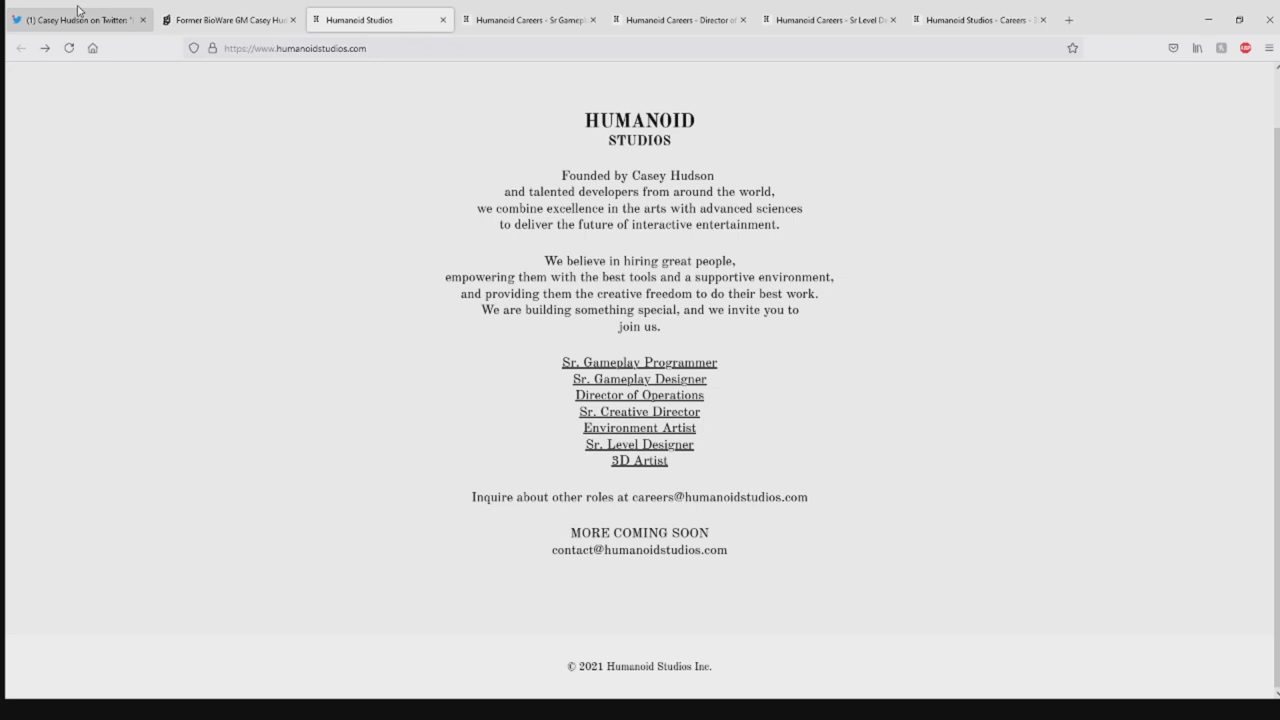 (1) Casey Hudson on Twitter: "
Former BioWare GM Casey Hud
Humanoid Studios
Humanoid Careers - Sr Gamepl
Humanoid Careers - Director of
Humanoid Careers - Sr Level De
Humanoid Studios - Careers - 3
https://www.humanoidstudios.com
ABP
HUMANOID
STUDIOS
Founded by Casey Hudson
and talented developers from around the world,
we combine excellence in the arts with advanced sciences
to deliver the future of interactive entertainment.
We believe in hiring great people,
empowering them with the best tools and a supportive environment,
and providing them the creative freedom to do their best work.
We are building something special, and we invite you to
join us.
Sr. Gameplay Programmer
Sr. Gameplay Designer
Director of Operations
Sr. Creative Director
Environment Artist
Sr. Level Designer
3D Artist
Inquire about other roles at careers@humanoidstudios.com
MORE COMING SOON
contact@humanoidstudios.com
© 2021 Humanoid Studios Inc.